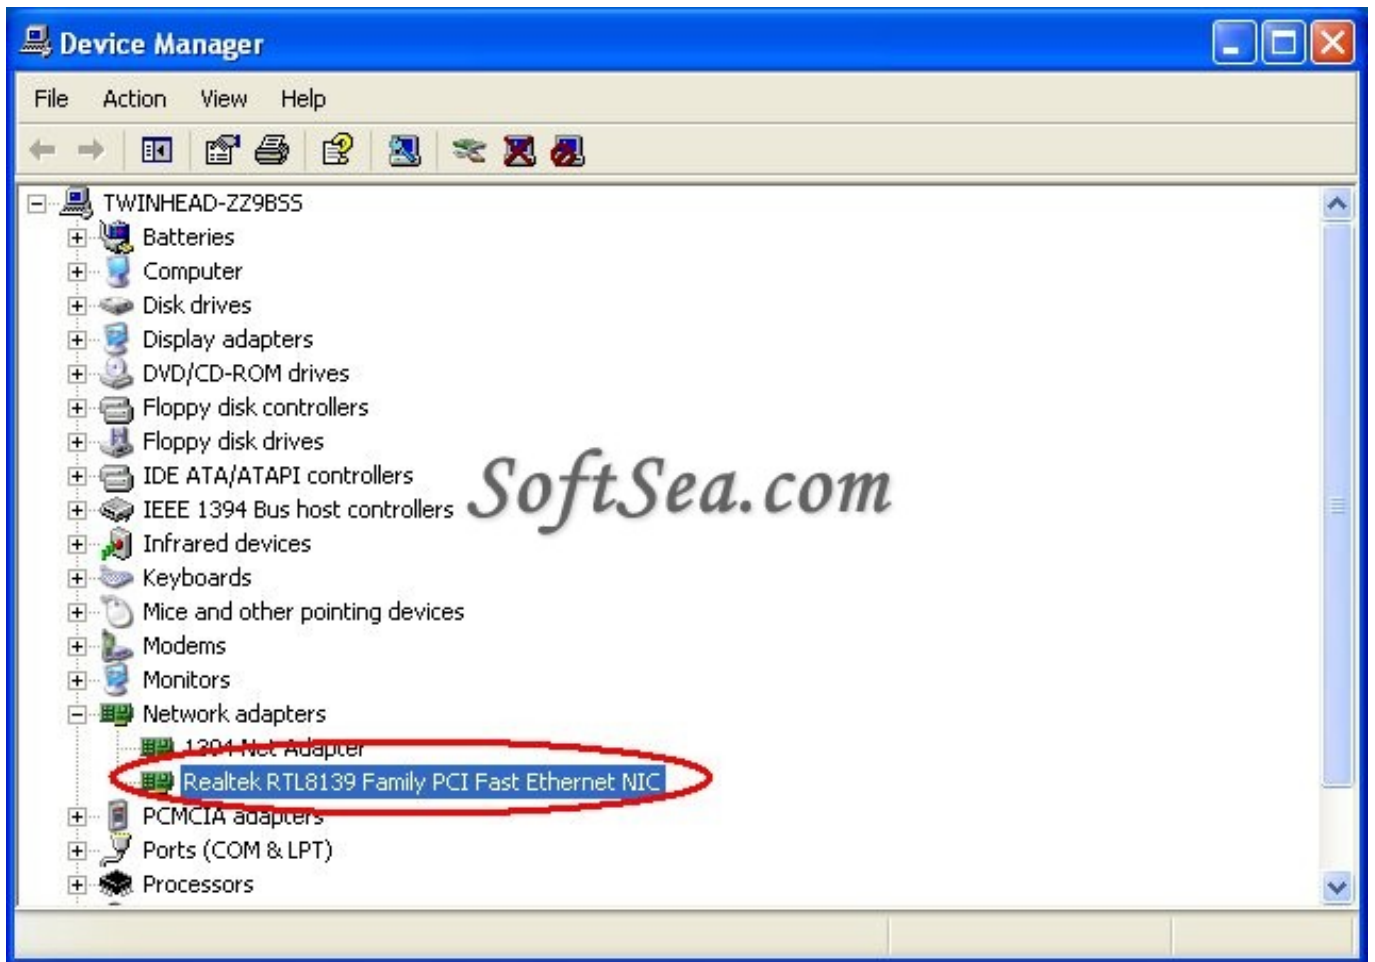 Device Manager
File Action View Help
TWINHEAD-ZZ9BSS
Batteries
Computer
Disk drives
Display adapters
DVD/CD-ROM drives
Floppy disk controllers
Floppy disk drives
IDE ATA/ATAPI controllers
IEEE 1394 Bus host controllers
SoftSea.com
Infrared devices
Keyboards
Mice and other pointing devices
Modems
Monitors
Network adapters
1394 Net Adapter
Realtek RTL8139 Family PCI Fast Ethernet NIC
PCMCIA adapters
Ports (COM & LPT)
Processors